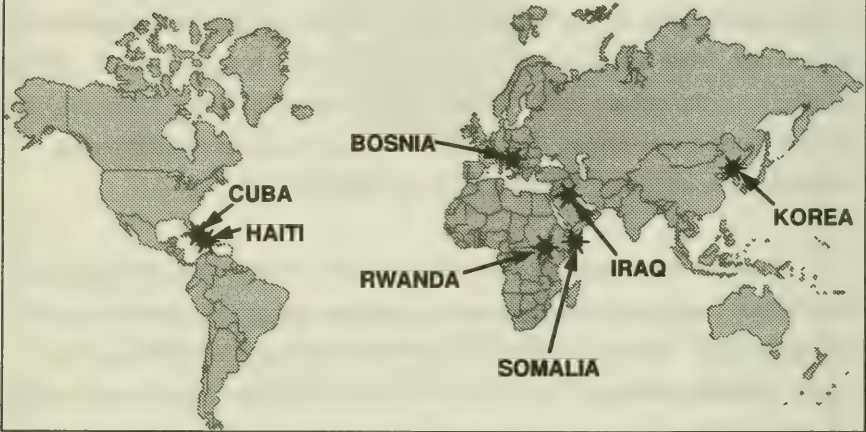 BOSNIA
CUBA
HAITI
KOREA
RWANDA
IRAQ
SOMALIA